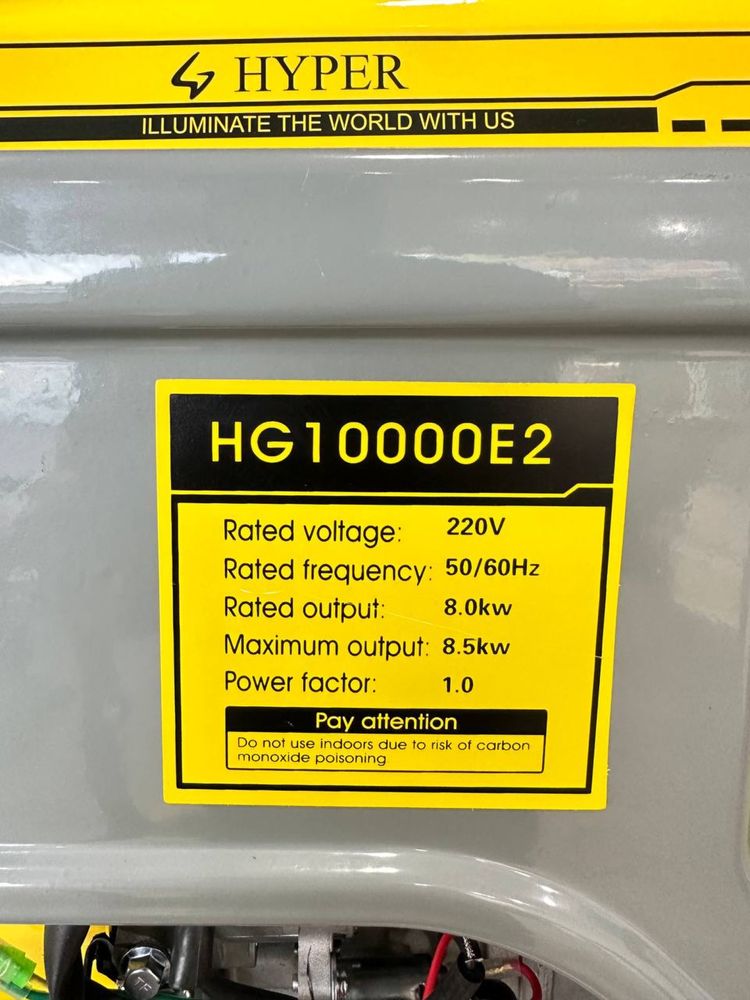 HYPER
ILLUMINATE THE WORLD WITH US
HG10000E2
Rated voltage: 220V
Rated frequency: 50/60Hz
Rated output: 8.0kw
Maximum output: 8.5kw
Power factor: 1.0
Pay attention
Do not use indoors due to risk of carbon
monoxide poisoning